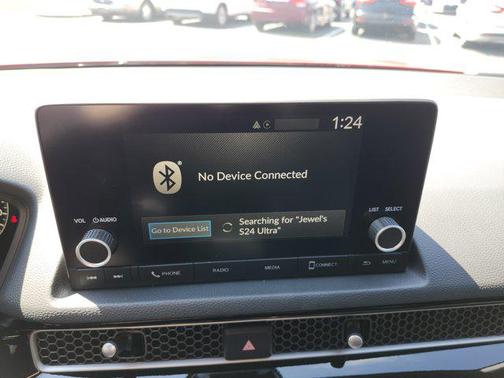 1:24
No Device Connected
VOL
AUDIO
LIST
SELECT
Go to Device List
Searching for "Jewel's
S24 Ultra"
PHONE
RADIO
MEDIA
CONNECT
MENU